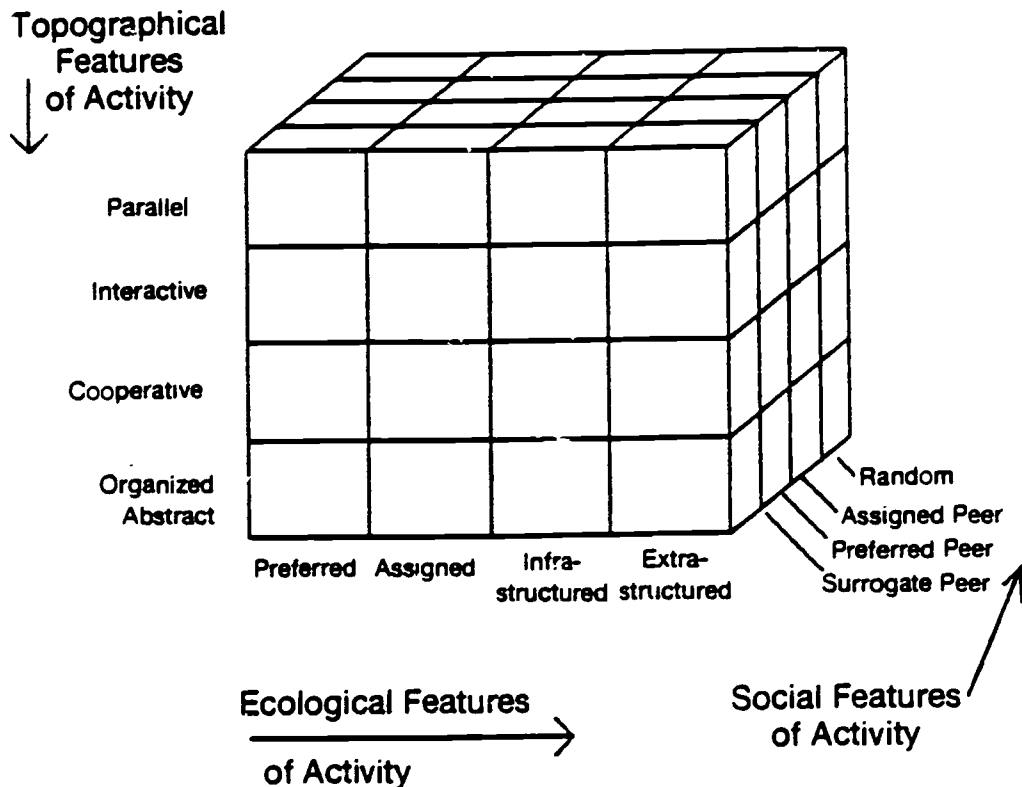 Topographical
Features
of Activity
Parallel
Interactive
Cooperative
Organized
Abstract
Preferred
Assigned
Infra-
structured
Extra-
structured
Random
Assigned Peer
Preferred Peer
Surrogate Peer
Ecological Features
of Activity
Social Features
of Activity